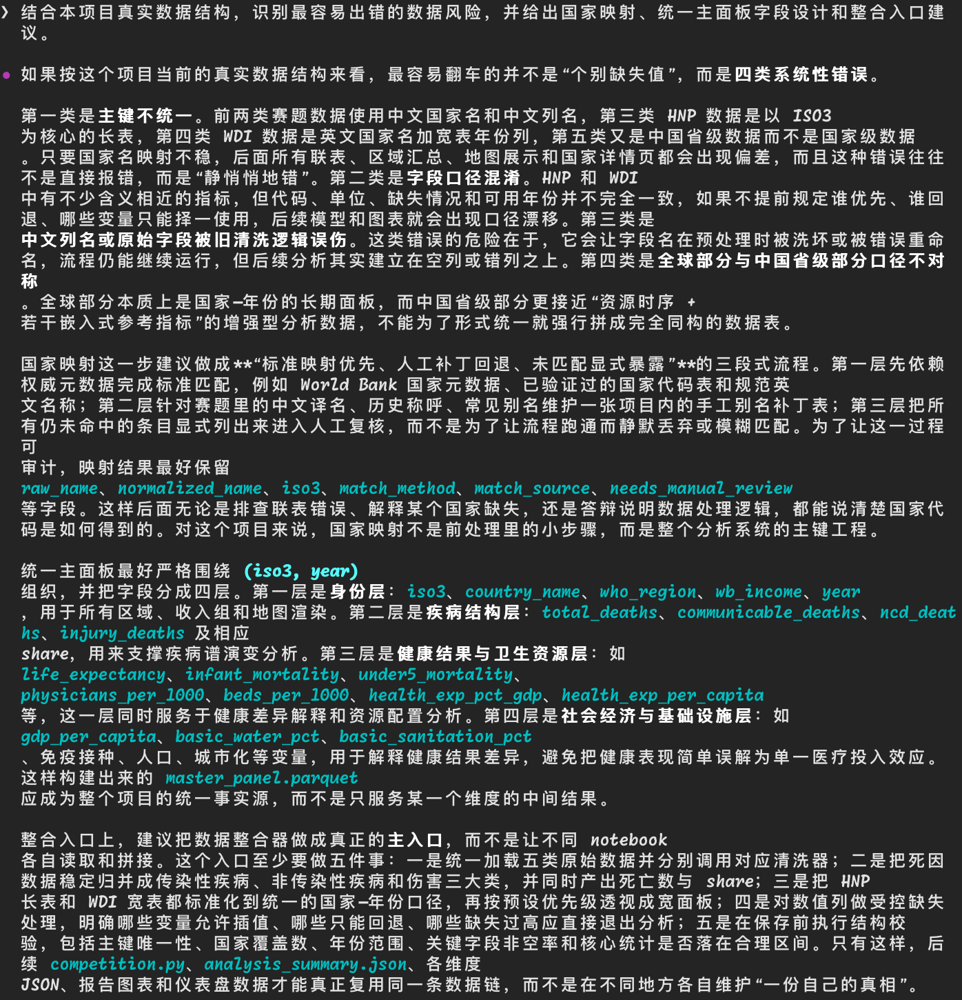 ❯ 结合本项目真实数据结构，识别最容易出错的数据风险，并给出国家映射、统一主面板字段设计和整合入口建
议。
● 如果按这个项目当前的真实数据结构来看，最容易翻车的并不是“个别缺失值”，而是四类系统性错误。
第一类是主键不统一。前两类赛题数据使用中文国家名和中文列名，第三类 HNP 数据是以 ISO3
为核心的长表，第四类 WDI 数据是英文国家名加宽表年份列，第五类又是中国省级数据而不是国家级数据
。只要国家名映射不稳，后面所有联表、区域汇总、地图展示和国家详情页都会出现偏差，而且这种错误往往
不是直接报错，而是“静悄悄地错”。第二类是字段口径混淆。HNP 和 WDI
中有不少含义相近的指标，但代码、单位、缺失情况和可用年份并不完全一致，如果不提前规定谁优先、谁回
退、哪些变量只能择一使用，后续模型和图表就会出现口径漂移。第三类是
中文列名或原始字段被旧清洗逻辑误伤。这类错误的危险在于，它会让字段名在预处理时被洗坏或被错误重命
名，流程仍能继续运行，但后续分析其实建立在空列或错列之上。第四类是全球部分与中国省级部分口径不对
称
。全球部分本质上是国家—年份的长期面板，而中国省级部分更接近“资源时序 +
若干嵌入式参考指标”的增强型分析数据，不能为了形式统一就强行拼成完全同构的数据表。
国家映射这一步建议做成**“标准映射优先、人工补丁回退、未匹配显式暴露”**的三段式流程。第一层先依赖
权威元数据完成标准匹配，例如 World Bank 国家元数据、已验证过的国家代码表和规范英
文名称；第二层针对赛题里的中文译名、历史称呼、常见别名维护一张项目内的手工别名补丁表；第三层把所
有仍未命中的条目显式列出来进入人工复核，而不是为了让流程跑通而静默丢弃或模糊匹配。为了让这一过程
可
审计，映射结果最好保留
raw_name、normalized_name、iso3、match_method、match_source、needs_manual_review
等字段。这样后面无论是排查联表错误、解释某个国家缺失，还是答辩说明数据处理逻辑，都能说清楚国家代
码是如何得到的。对这个项目来说，国家映射不是前处理里的小步骤，而是整个分析系统的主键工程。
统一主面板最好严格围绕 (iso3, year)
组织，并把字段分成四层。第一层是身份层：iso3、country_name、who_region、wb_income、year
，用于所有区域、收入组和地图渲染。第二层是疾病结构层：total_deaths、communicable_deaths、ncd_deat
hs、injury_deaths 及相应
share，用来支撑疾病谱演变分析。第三层是健康结果与卫生资源层：如
life_expectancy、infant_mortality、under5_mortality、
physicians_per_1000、beds_per_1000、health_exp_pct_gdp、health_exp_per_capita
等，这一层同时服务于健康差异解释和资源配置分析。第四层是社会经济与基础设施层：如
gdp_per_capita、basic_water_pct、basic_sanitation_pct
、免疫接种、人口、城市化等变量，用于解释健康结果差异，避免把健康表现简单误解为单一医疗投入效应。
这样构建出来的 master_panel.parquet
应成为整个项目的统一事实源，而不是只服务某一个维度的中间结果。
整合入口上，建议把数据整合器做成真正的主入口，而不是让不同 notebook
各自读取和拼接。这个入口至少要做五件事：一是统一加载五类原始数据并分别调用对应清洗器；二是把死因
数据稳定归并成传染性疾病、非传染性疾病和伤害三大类，并同时产出死亡数与 share；三是把 HNP
长表和 WDI 宽表都标准化到统一的国家—年份口径，再按预设优先级透视成宽面板；四是对数值列做受控缺失
处理，明确哪些变量允许插值、哪些只能回退、哪些缺失过高应直接退出分析；五是在保存前执行结构校
验，包括主键唯一性、国家覆盖数、年份范围、关键字段非空率和核心统计是否落在合理区间。只有这样，后
续 competition.py、analysis_summary.json、各维度
JSON、报告图表和仪表盘数据才能真正复用同一条数据链，而不是在不同地方各自维护“一份自己的真相”。